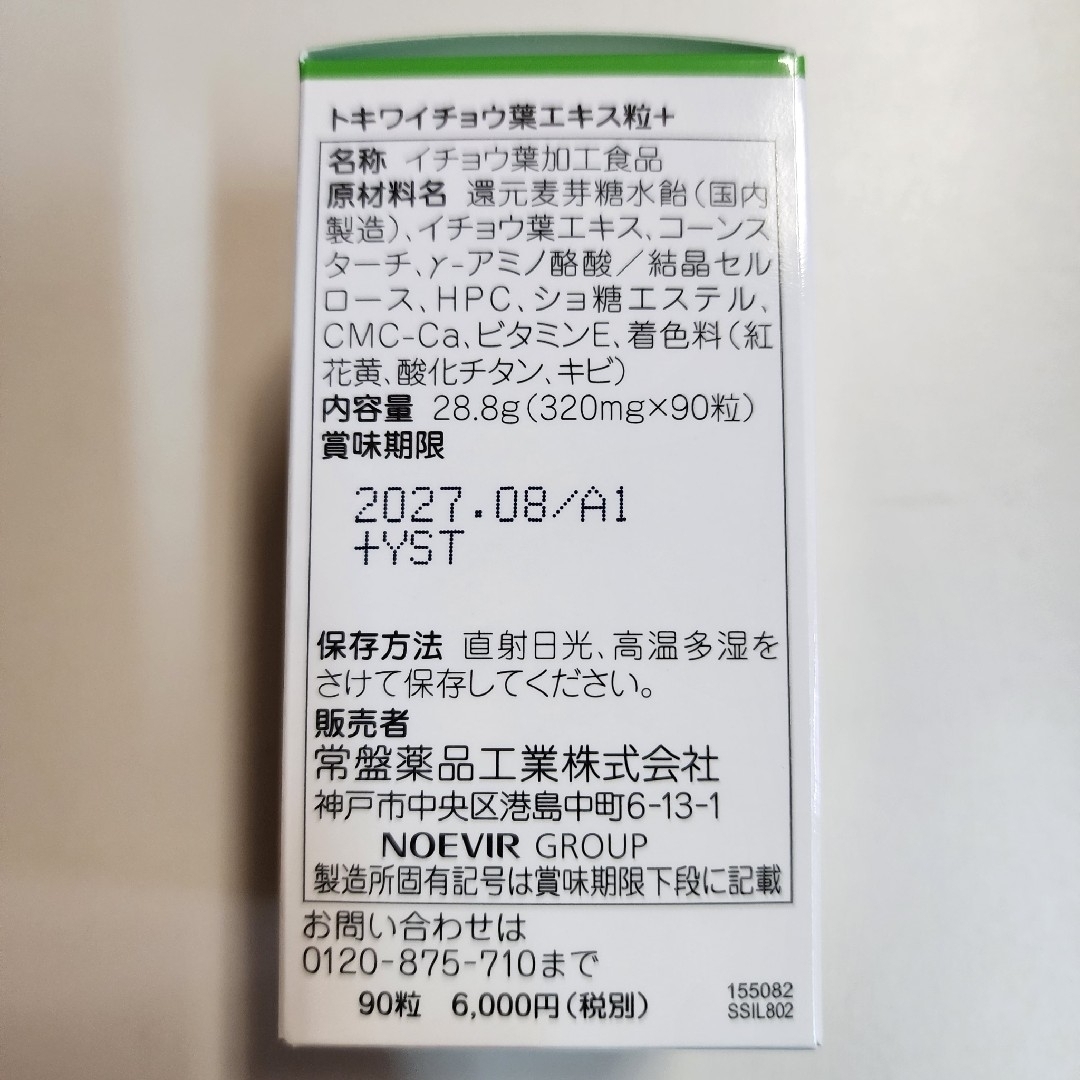 トキワイチョウ葉エキス粒+
名称 イチョウ葉加工食品
原材料名 還元麦芽糖水飴(国内
製造)、イチョウ葉エキス、コーンス
ターチ、γ-アミノ酪酸/結晶セル
ロース、HPC、ショ糖エステル、
CMC-Ca、ビタミンE、着色料(紅
花黄、酸化チタン、キビ)
内容量 28.8g(320mg×90粒)
賞味期限
2027.08/A1
+YST
保存方法 直射日光、高温多湿を
さけて保存してください。
販売者
常盤薬品工業株式会社
神戸市中央区港島中町6-13-1
NOEVIR GROUP
製造所固有記号は賞味期限下段に記載
お問い合わせは
0120-875-710まで
90粒 6,000円(税別)
155082
SSIL802